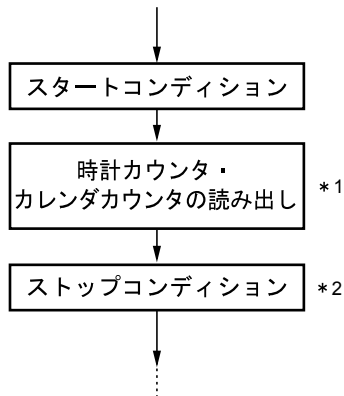 スタートコンディション
時計カウンタ・
カレンダカウンタの読み出し
*1
ストップコンディション
*2